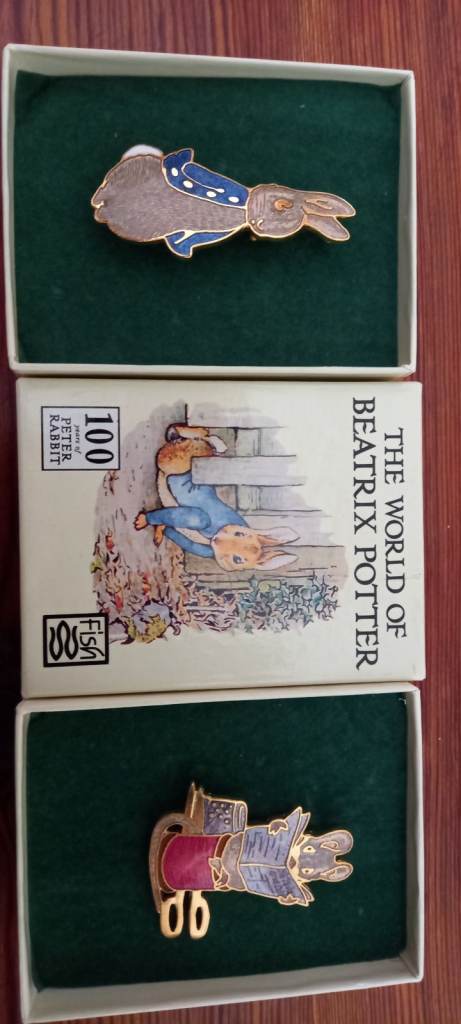 THE WORLD OF
BEATRIX POTTER
100
years of
PETER
RABBIT
fish